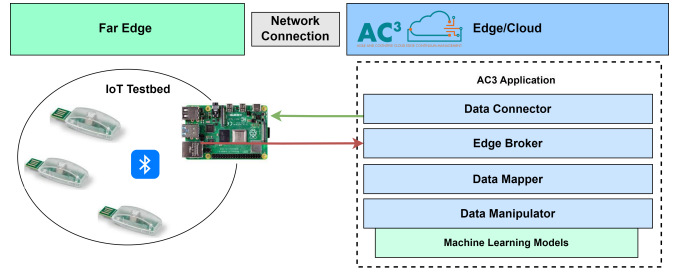 Far Edge
Network
Connection
AC³
Edge/Cloud
IoT Testbed
AC3 Application
Data Connector
Edge Broker
Data Mapper
Data Manipulator
Machine Learning Models